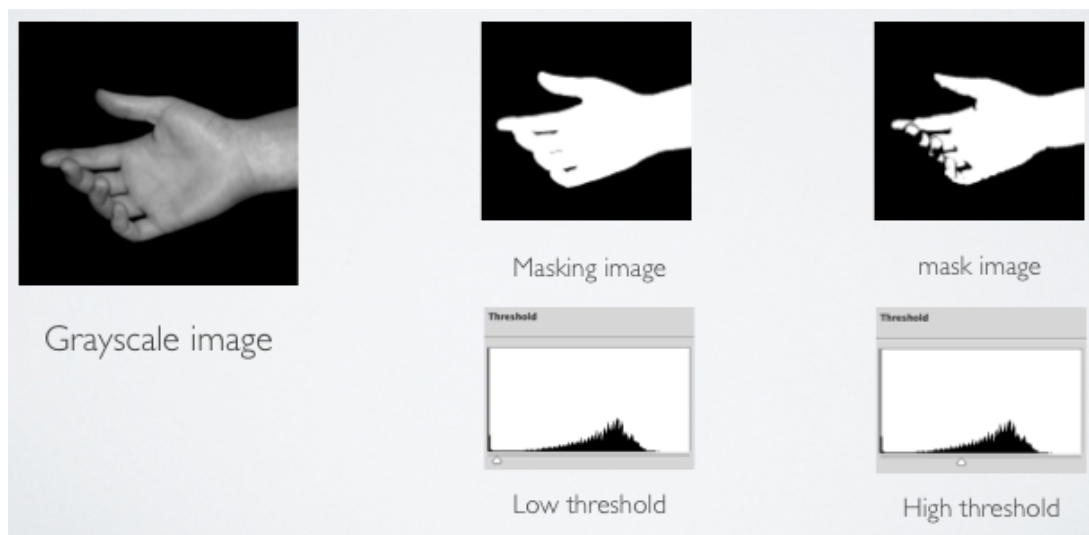 Grayscale image
Masking image
mask image
Threshold
Threshold
Low threshold
High threshold